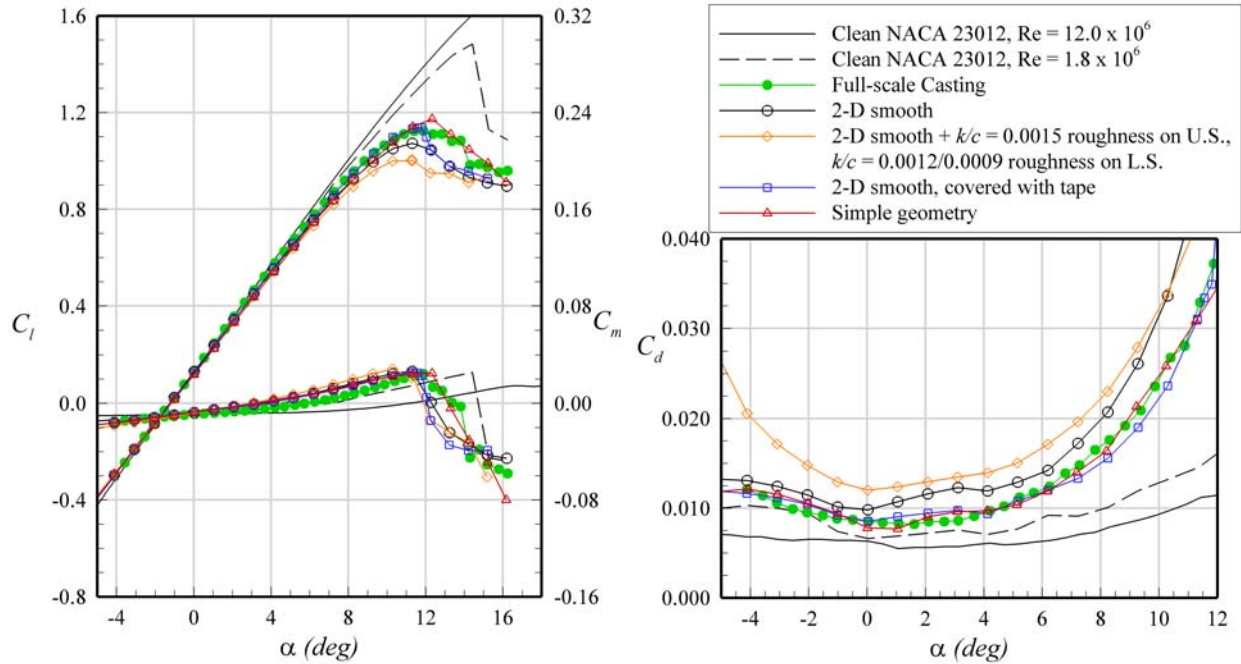 1.6
1.2
0.8
0.4
0.0
-0.4
-0.8
C_l
-4
0
4
8
12
16
α (deg)
0.32
0.24
0.16
0.08
0.00
-0.08
-0.16
C_m
Clean NACA 23012, Re = 12.0 x 10⁶
Clean NACA 23012, Re = 1.8 x 10⁶
Full-scale Casting
2-D smooth
2-D smooth + k/c = 0.0015 roughness on U.S.,
k/c = 0.0012/0.0009 roughness on L.S.
2-D smooth, covered with tape
Simple geometry
0.040
0.030
0.020
0.010
0.000
C_d
-4
-2
0
2
4
6
8
10
12
α (deg)